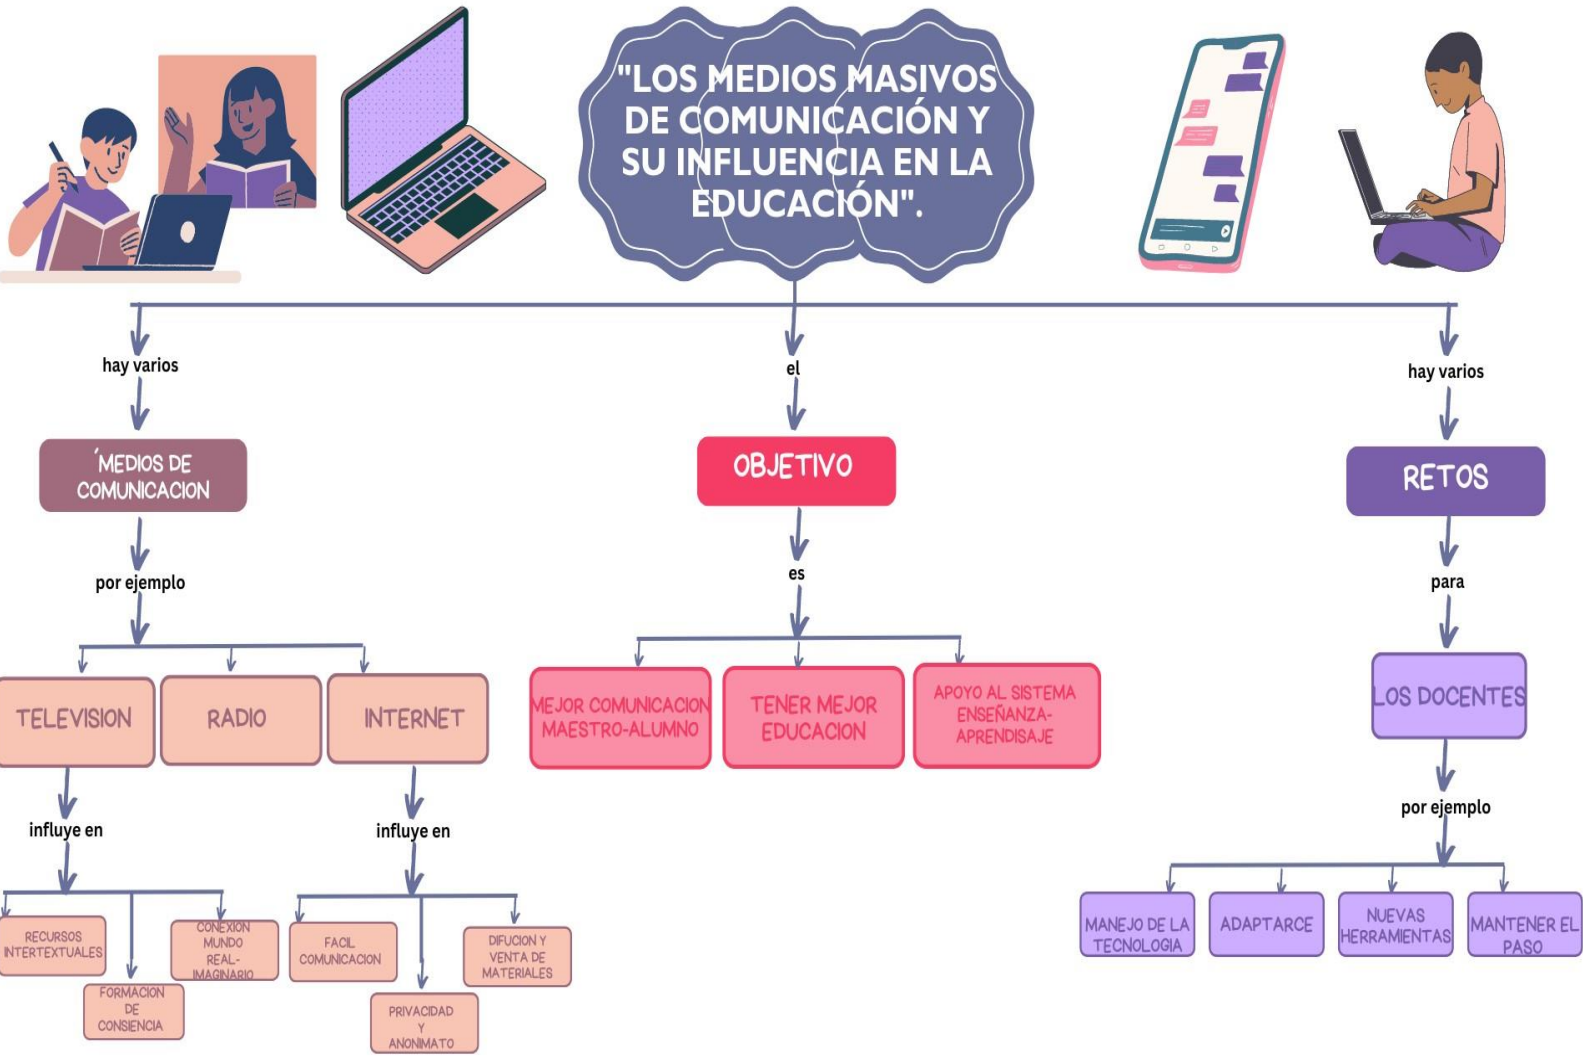 "LOS MEDIOS MASIVOS
DE COMUNICACIÓN Y
SU INFLUENCIA EN LA
EDUCACIÓN".
hay varios
el
hay varios
´MEDIOS DE
COMUNICACION
OBJETIVO
RETOS
por ejemplo
es
para
TELEVISION
RADIO
INTERNET
MEJOR COMUNICACION
MAESTRO-ALUMNO
TENER MEJOR
EDUCACION
APOYO AL SISTEMA
ENSEÑANZA-
APRENDISAJE
LOS DOCENTES
influye en
influye en
por ejemplo
RECURSOS
INTERTEXTUALES
FORMACION
DE
CONSIENCIA
CONEXION
MUNDO
REAL-
IMAGINARIO
FACIL
COMUNICACION
PRIVACIDAD
Y
ANONIMATO
DIFUCION Y
VENTA DE
MATERIALES
MANEJO DE LA
TECNOLOGIA
ADAPTARCE
NUEVAS
HERRAMIENTAS
MANTENER EL
PASO